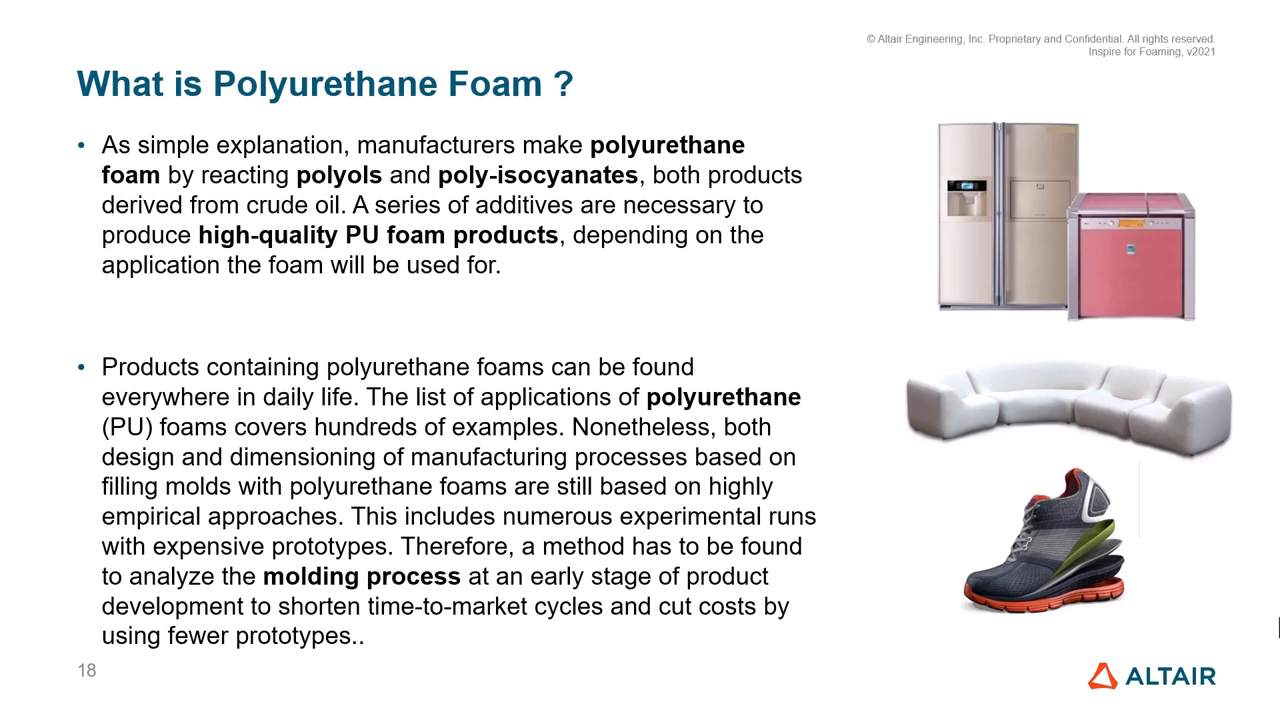 © Altair Engineering, Inc. Proprietary and Confidential. All rights reserved.
Inspire for Foaming, v2021
What is Polyurethane Foam ?
• As simple explanation, manufacturers make polyurethane
foam by reacting polyols and poly-isocyanates, both products
derived from crude oil. A series of additives are necessary to
produce high-quality PU foam products, depending on the
application the foam will be used for.
• Products containing polyurethane foams can be found
everywhere in daily life. The list of applications of polyurethane
(PU) foams covers hundreds of examples. Nonetheless, both
design and dimensioning of manufacturing processes based on
filling molds with polyurethane foams are still based on highly
empirical approaches. This includes numerous experimental runs
with expensive prototypes. Therefore, a method has to be found
to analyze the molding process at an early stage of product
development to shorten time-to-market cycles and cut costs by
using fewer prototypes..
18
ALTAIR